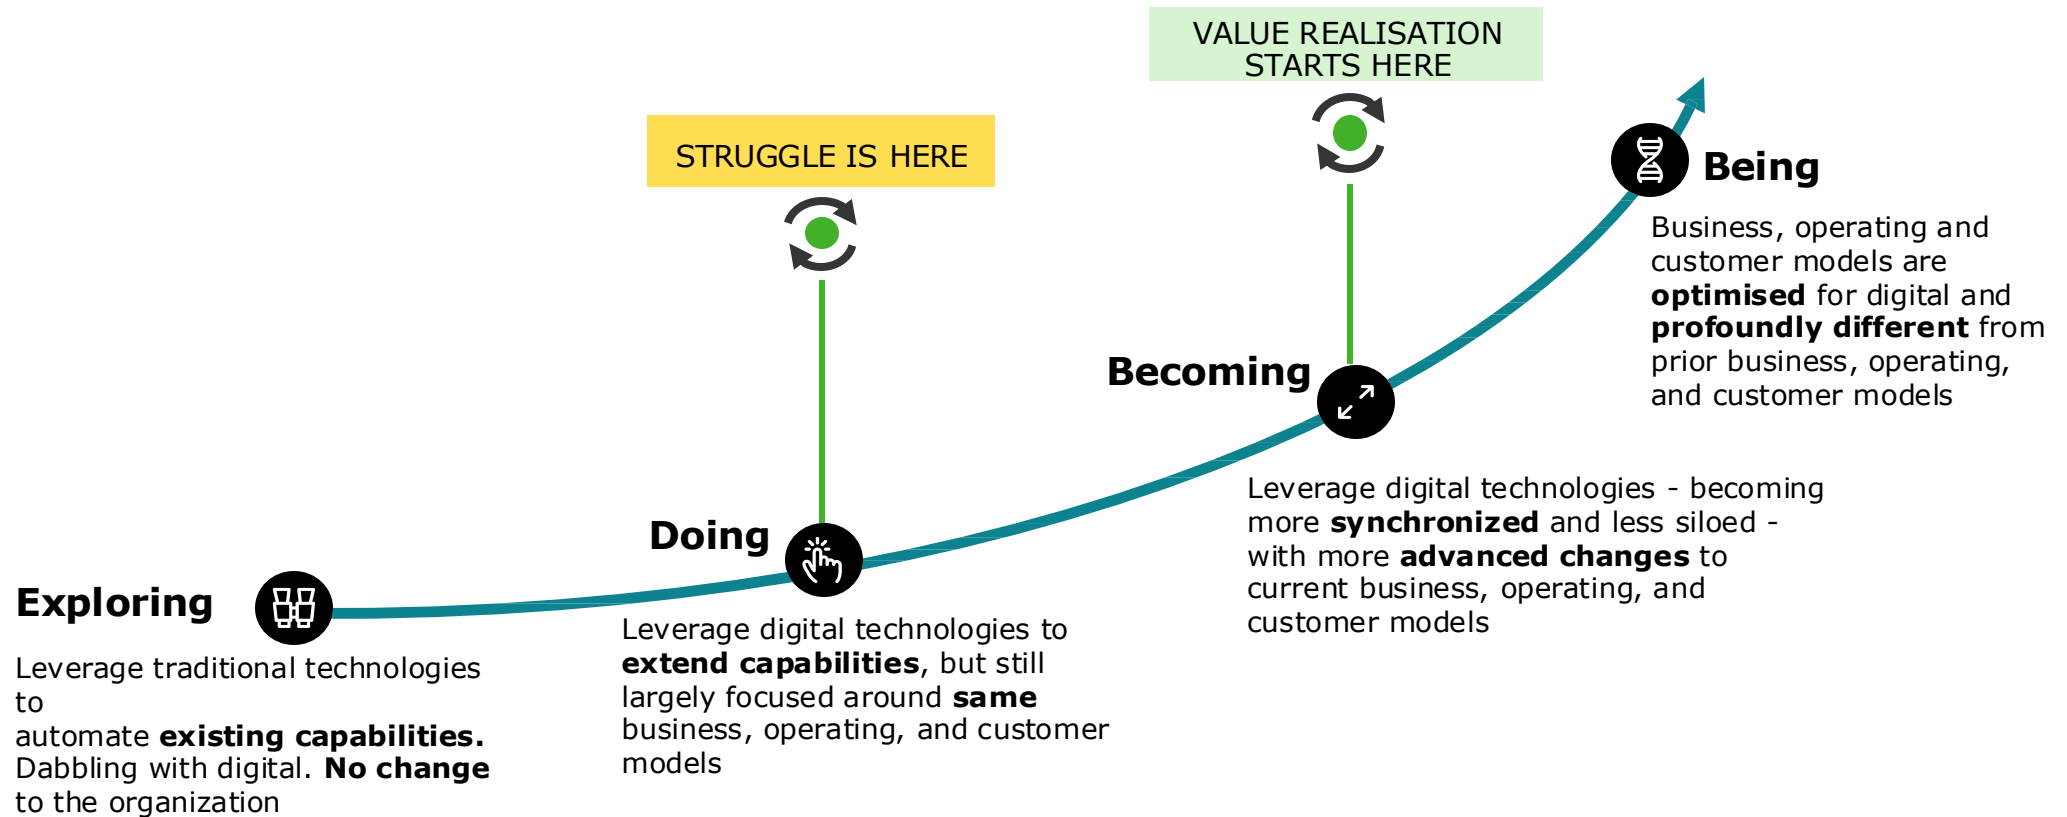 VALUE REALISATION
STARTS HERE
STRUGGLE IS HERE
Being
Business, operating and
customer models are
optimised for digital and
profoundly different from
prior business, operating,
and customer models
Becoming
Leverage digital technologies - becoming
more synchronized and less siloed -
with more advanced changes to
current business, operating, and
customer models
Doing
Leverage digital technologies to
extend capabilities, but still
largely focused around same
business, operating, and customer
models
Exploring
Leverage traditional technologies
to
automate existing capabilities.
Dabbling with digital. No change
to the organization